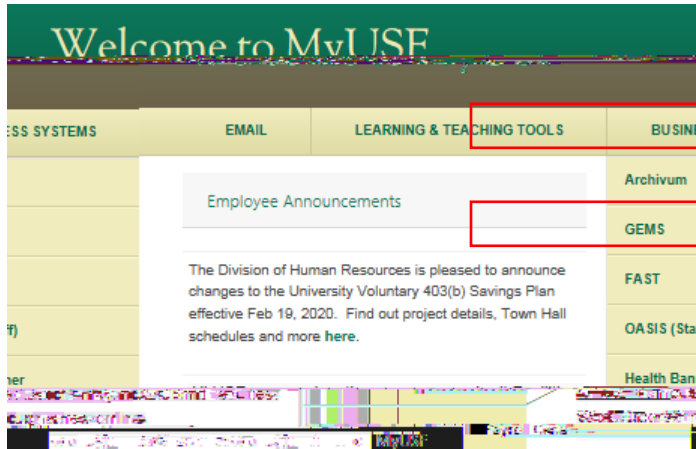 Welcome to MyUSF
ESS SYSTEMS
EMAIL
LEARNING & TEACHING TOOLS
BUSIN
Archivum
Employee Announcements
GEMS
The Division of Human Resources is pleased to announce
changes to the University Voluntary 403(b) Savings Plan
effective Feb 19, 2020. Find out project details, Town Hall
schedules and more here.
FAST
ff)
OASIS (Sta
ner
Health Ban
MyUSF